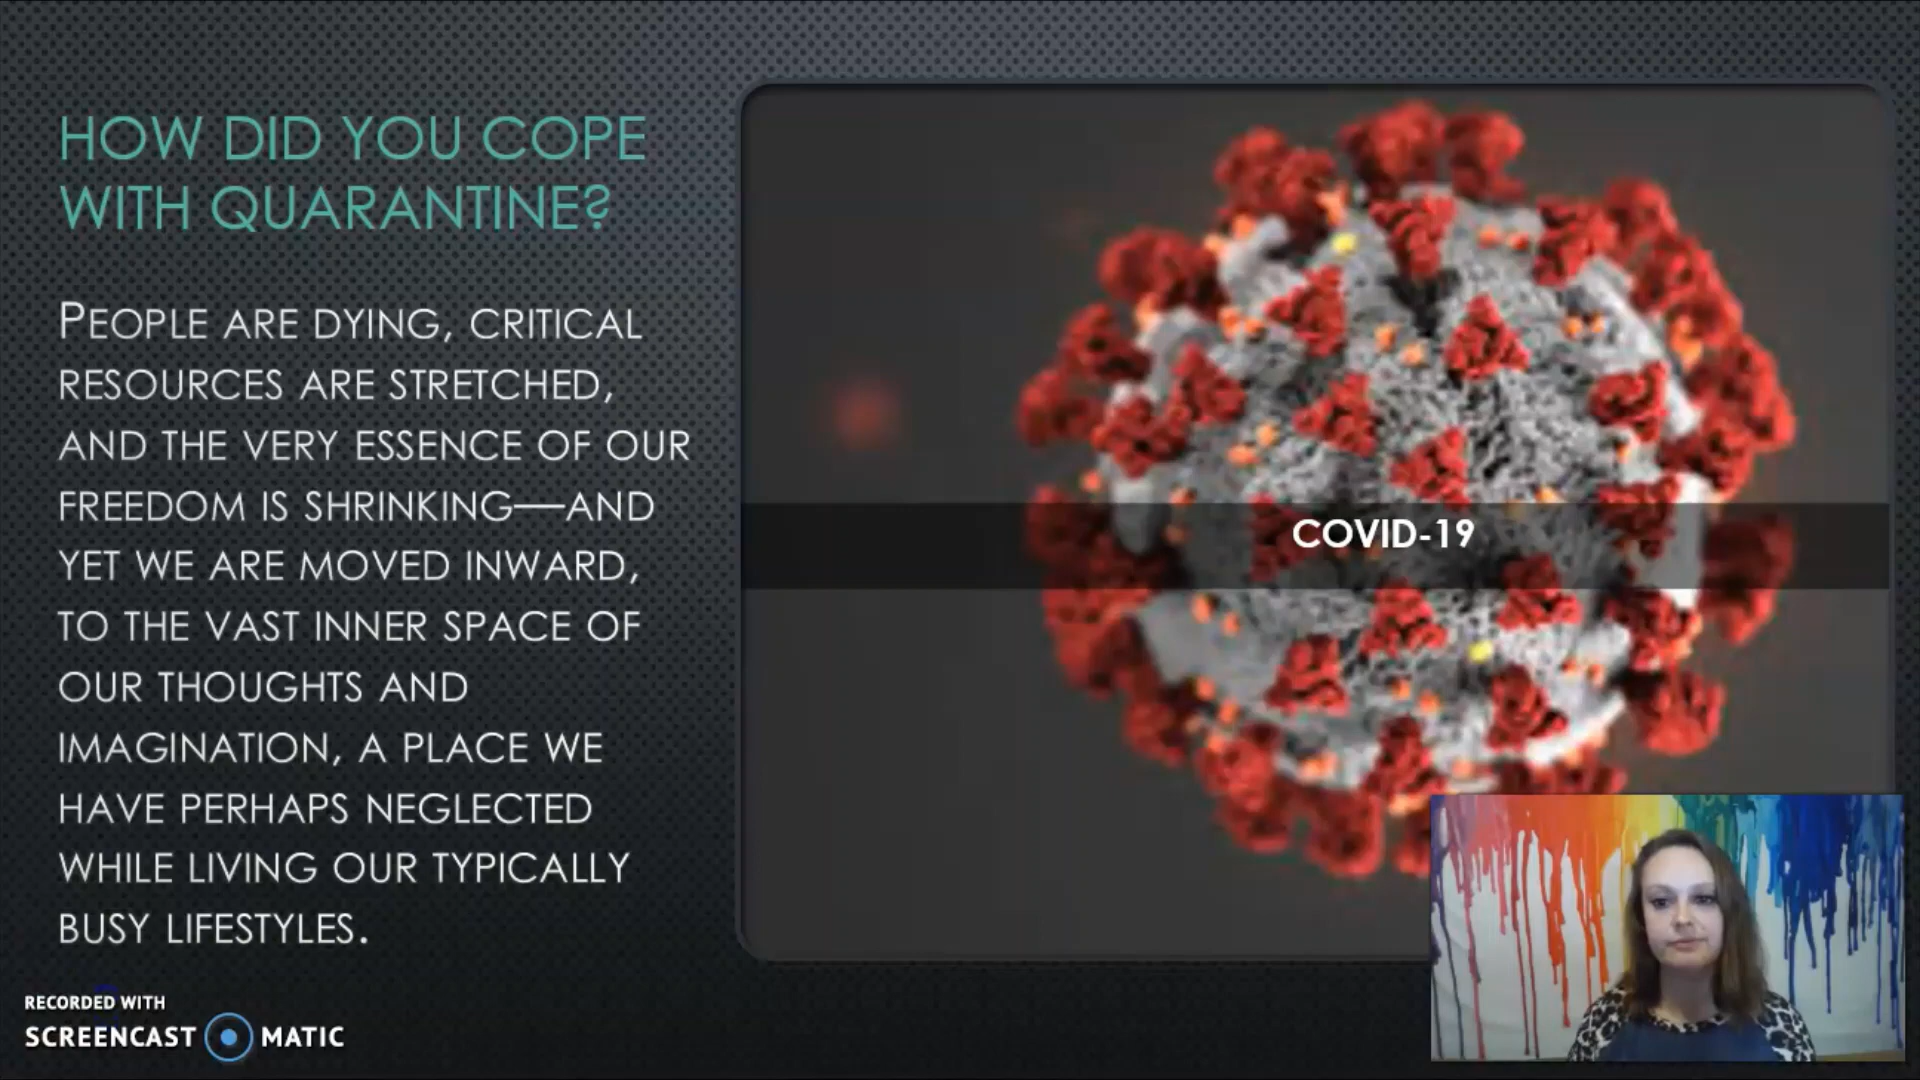 HOW DID YOU COPE
WITH QUARANTINE?
PEOPLE ARE DYING, CRITICAL
RESOURCES ARE STRETCHED,
AND THE VERY ESSENCE OF OUR
FREEDOM IS SHRINKING—AND
YET WE ARE MOVED INWARD,
TO THE VAST INNER SPACE OF
OUR THOUGHTS AND
IMAGINATION, A PLACE WE
HAVE PERHAPS NEGLECTED
WHILE LIVING OUR TYPICALLY
BUSY LIFESTYLES.
COVID-19
RECORDED WITH
SCREENCAST MATIC